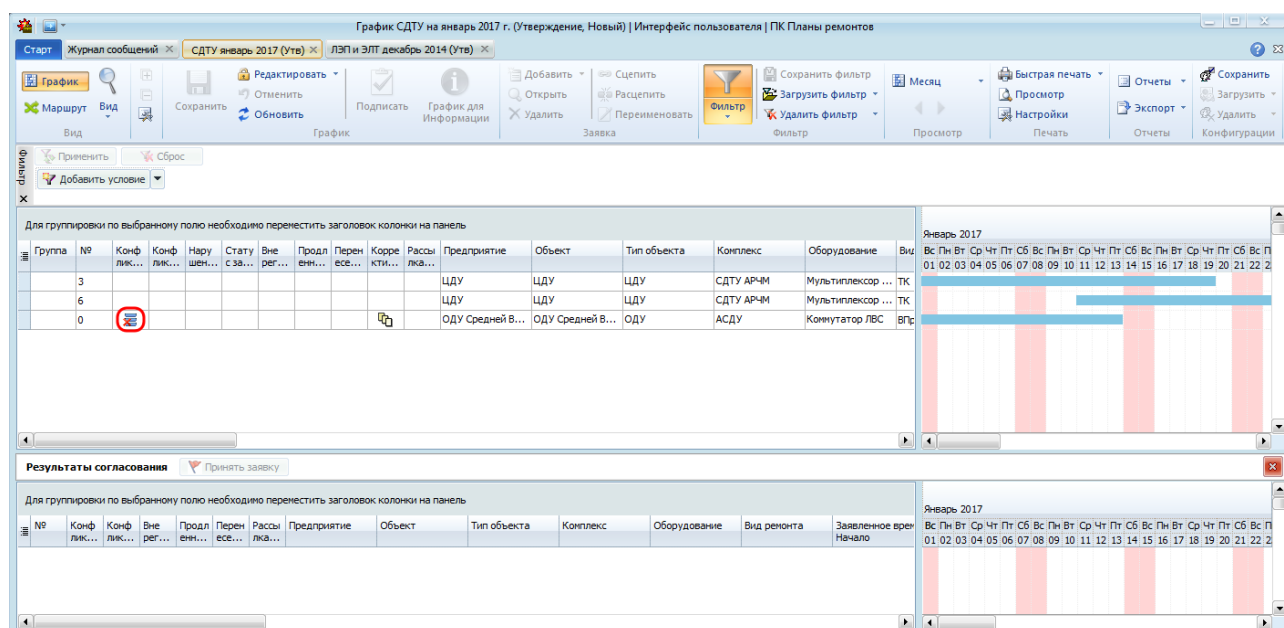 График СДТУ на январь 2017 г. (Утверждение, Новый) | Интерфейс пользователя | ПК Планы ремонтов
Старт Журнал сообщений СДТУ январь 2017 (Утв) ЛЭП и ЭЛТ декабрь 2014 (Утв)
График Редактировать Добавить Сцепить Сохранить фильтр Месяц Быстрая печать Отчеты Сохранить
Маршрут Вид Сохранить Отменить Подписать График для Информации Открыть Расцепить Фильтр Загрузить фильтр Просмотр Экспорт Загрузить
Обновить Удалить Переименовать Удалить фильтр Настройки Удалить
Вид График Заявка Фильтр Просмотр Печать Отчеты Конфигурации
Фильтр
Применить Сброс
Добавить условие
Для группировки по выбранному полю необходимо переместить заголовок колонки на панель
Январь 2017
Группа № Конф лик... Конф лик... Нару шен... Стату с за... Вне рег... Продл енн... Перен есе... Корре кти... Рассы лка... Предприятие Объект Тип объекта Комплекс Оборудование Вид
Вс Пн Вт Ср Чт Пт Сб Вс Пн Вт Ср Чт Пт Сб Вс Пн Вт Ср Чт Пт Сб Вс П
01 02 03 04 05 06 07 08 09 10 11 12 13 14 15 16 17 18 19 20 21 22 2
3 ЦДУ ЦДУ ЦДУ СДТУ АРЧМ Мультиплексор ... ТК
6 ЦДУ ЦДУ ЦДУ СДТУ АРЧМ Мультиплексор ... ТК
0 ОДУ Средней В... ОДУ Средней В... ОДУ АСДУ Коммутатор ЛВС ВПр
Результаты согласования Принять заявку
Для группировки по выбранному полю необходимо переместить заголовок колонки на панель
Январь 2017
№ Конф лик... Конф лик... Вне рег... Продл енн... Перен есе... Рассы лка... Предприятие Объект Тип объекта Комплекс Оборудование Вид ремонта Заявленное врем
Начало
Вс Пн Вт Ср Чт Пт Сб Вс Пн Вт Ср Чт Пт Сб Вс Пн Вт Ср Чт Пт Сб Вс П
01 02 03 04 05 06 07 08 09 10 11 12 13 14 15 16 17 18 19 20 21 22 2